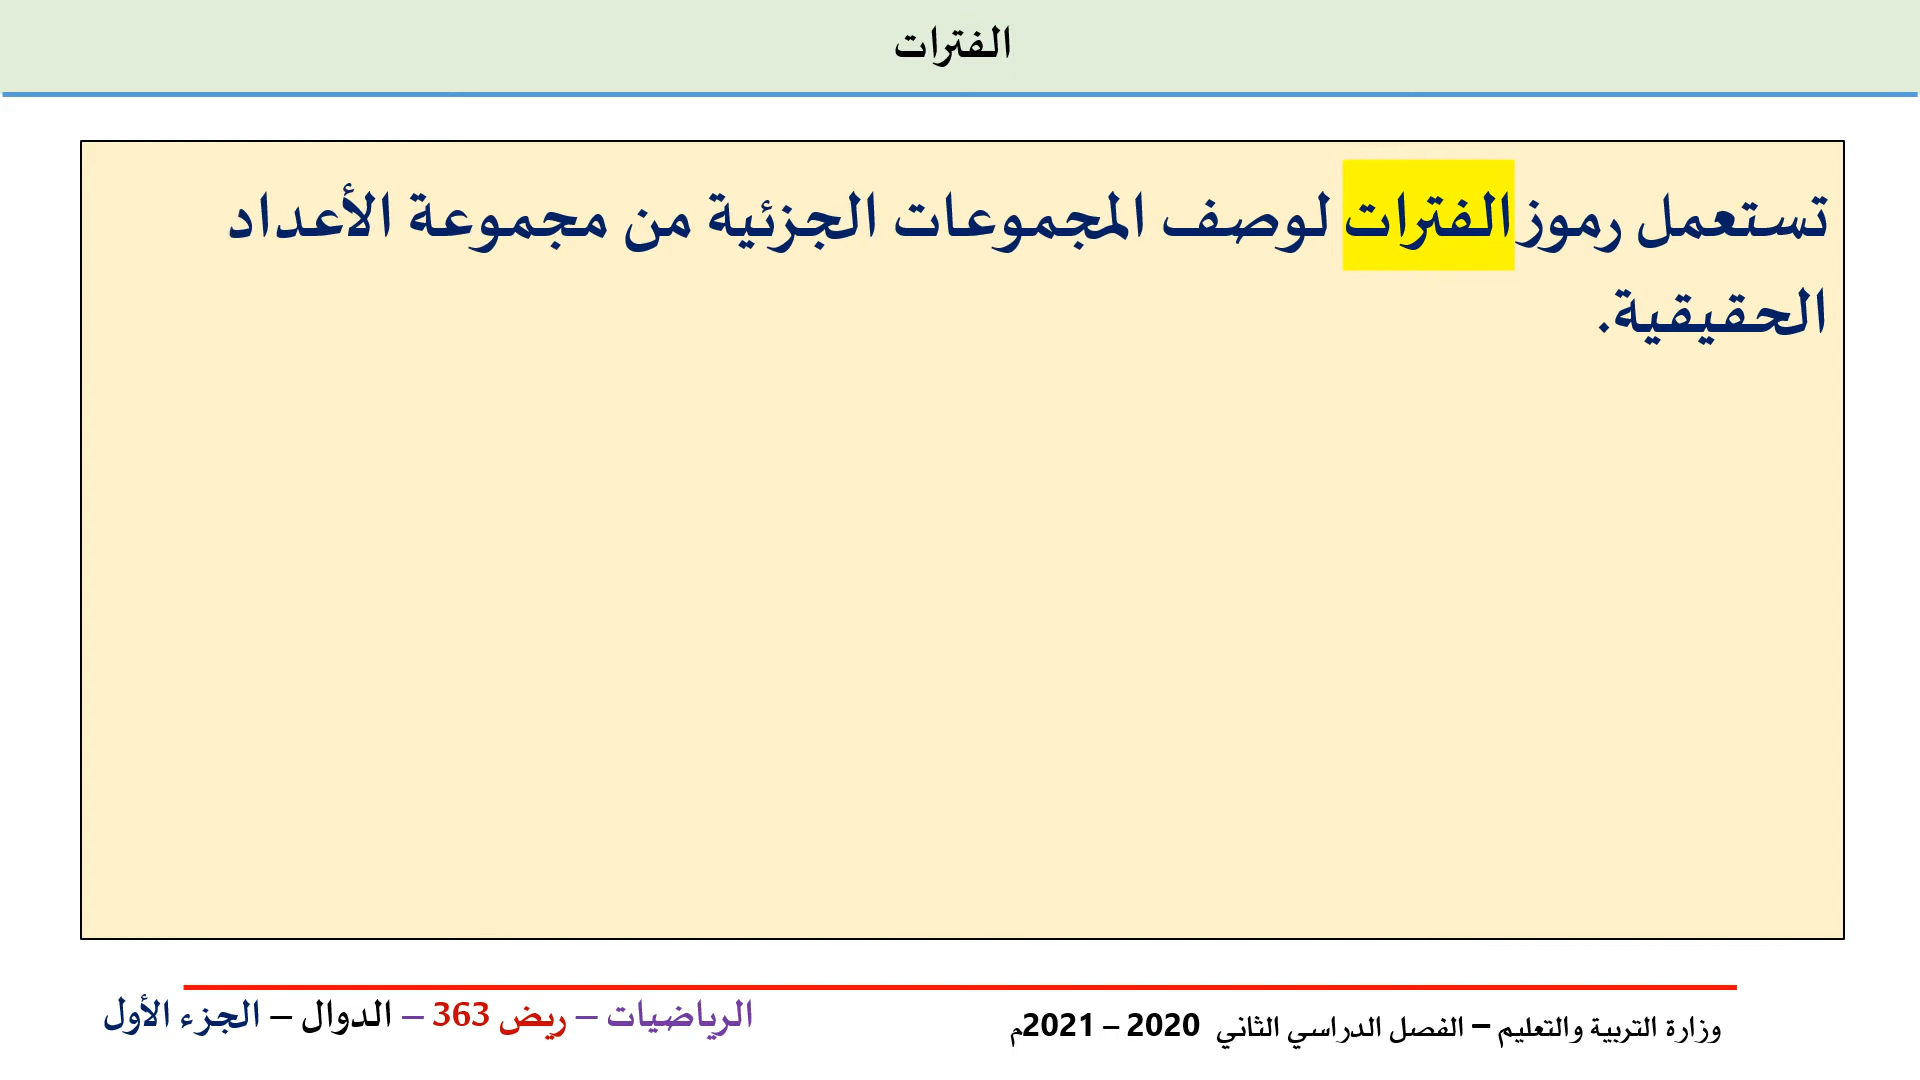 الفترات
تستعمل رموز الفترات لوصف المجموعات الجزئية من مجموعة الأعداد
الحقيقية.
وزارة التربية والتعليم – الفصل الدراسي الثاني 2020 – 2021م
الرياضيات – ريض 363 – الدوال – الجزء الأول